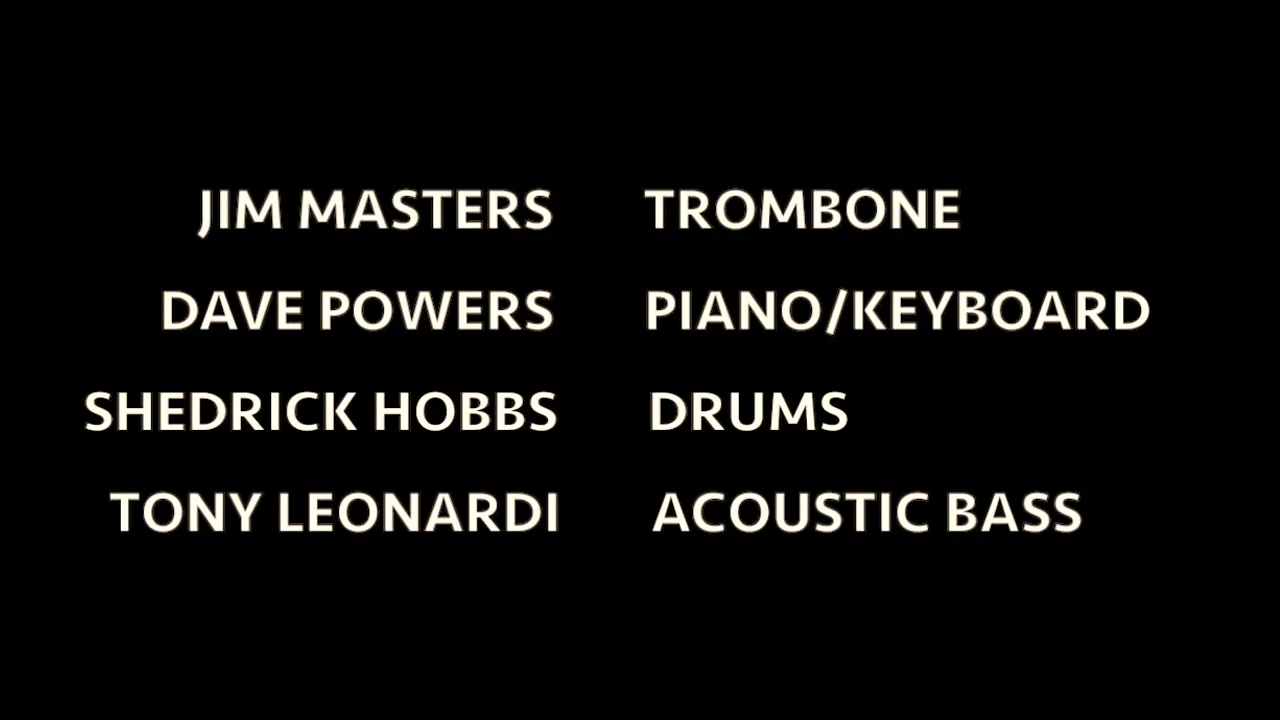 JIM MASTERS TROMBONE
DAVE POWERS PIANO/KEYBOARD
SHEDRICK HOBBS DRUMS
TONY LEONARDI ACOUSTIC BASS